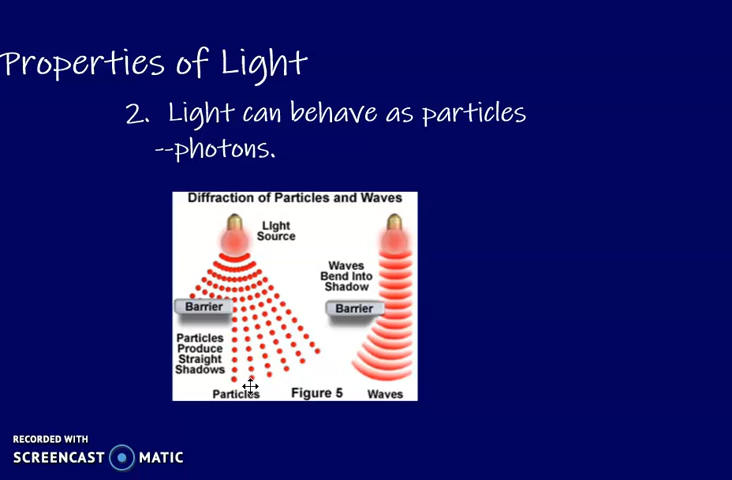 Properties of Light
2. Light can behave as particles
--photons.
Diffraction of Particles and Waves
Light
Source
Waves
Bend Into
Shadow
Barrier
Barrier
Particles
Produce
Straight
Shadows
Particles
Figure 5
Waves
RECORDED WITH
SCREENCAST MATIC